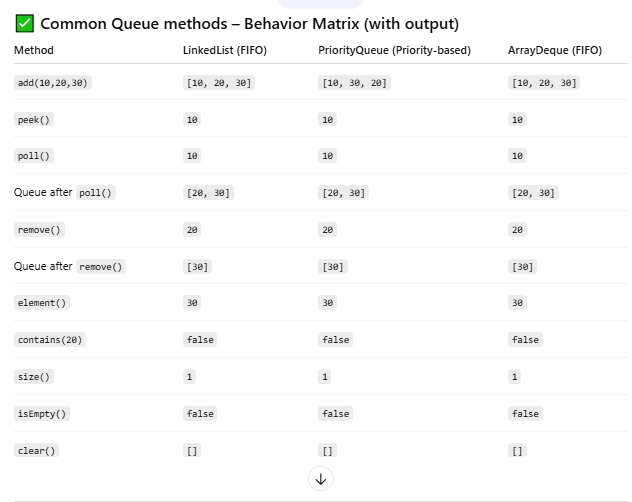 ✅ Common Queue methods – Behavior Matrix (with output)
Method LinkedList (FIFO) PriorityQueue (Priority-based) ArrayDeque (FIFO)
add(10,20,30) [10, 20, 30] [10, 30, 20] [10, 20, 30]
peek() 10 10 10
poll() 10 10 10
Queue after poll() [20, 30] [20, 30] [20, 30]
remove() 20 20 20
Queue after remove() [30] [30] [30]
element() 30 30 30
contains(20) false false false
size() 1 1 1
isEmpty() false false false
clear() [] [] []